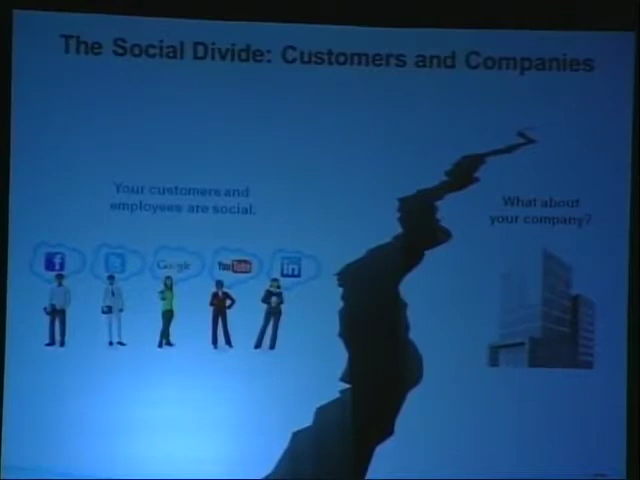 The Social Divide: Customers and Companies
Your customers and
employees are social.
What about
your company?
f
Google
YouTube
in